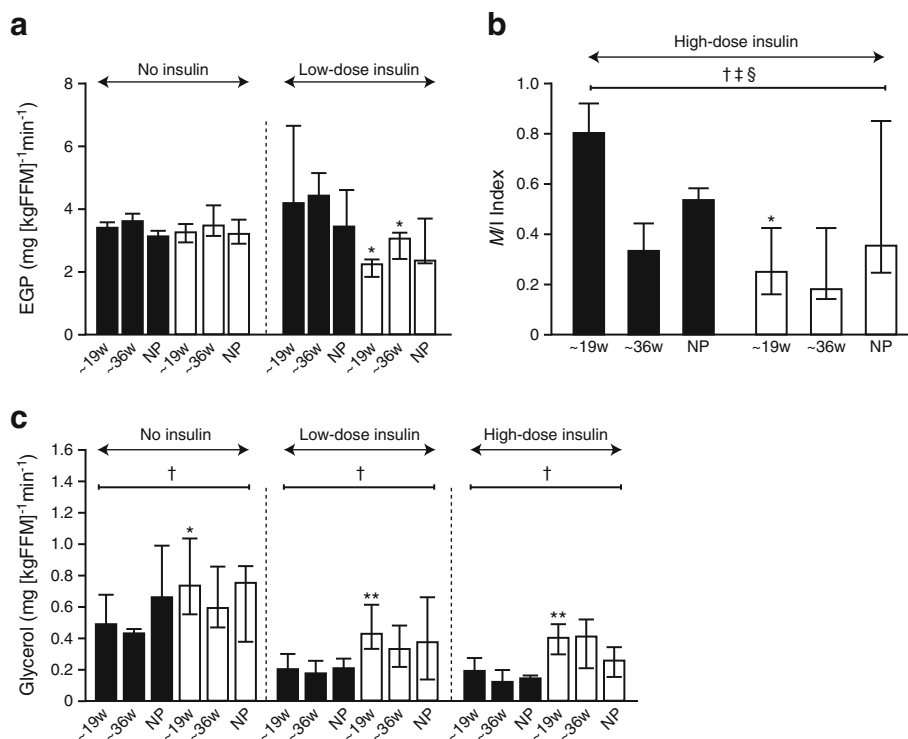 a
No insulin
Low-dose insulin
8
6
4
2
0
EGP (mg [kgFFM]⁻¹min⁻¹)
* *
~19w ~36w NP ~19w ~36w NP
~19w ~36w NP ~19w ~36w NP
b
High-dose insulin
† ‡ §
1.0
0.8
0.6
0.4
0.2
0
M/I Index
*
~19w ~36w NP ~19w ~36w NP
c
No insulin
Low-dose insulin
High-dose insulin
† † †
1.6
1.4
1.2
1.0
0.8
0.6
0.4
0.2
0
Glycerol (mg [kgFFM]⁻¹min⁻¹)
* ** **
~19w ~36w NP ~19w ~36w NP
~19w ~36w NP ~19w ~36w NP
~19w ~36w NP ~19w ~36w NP